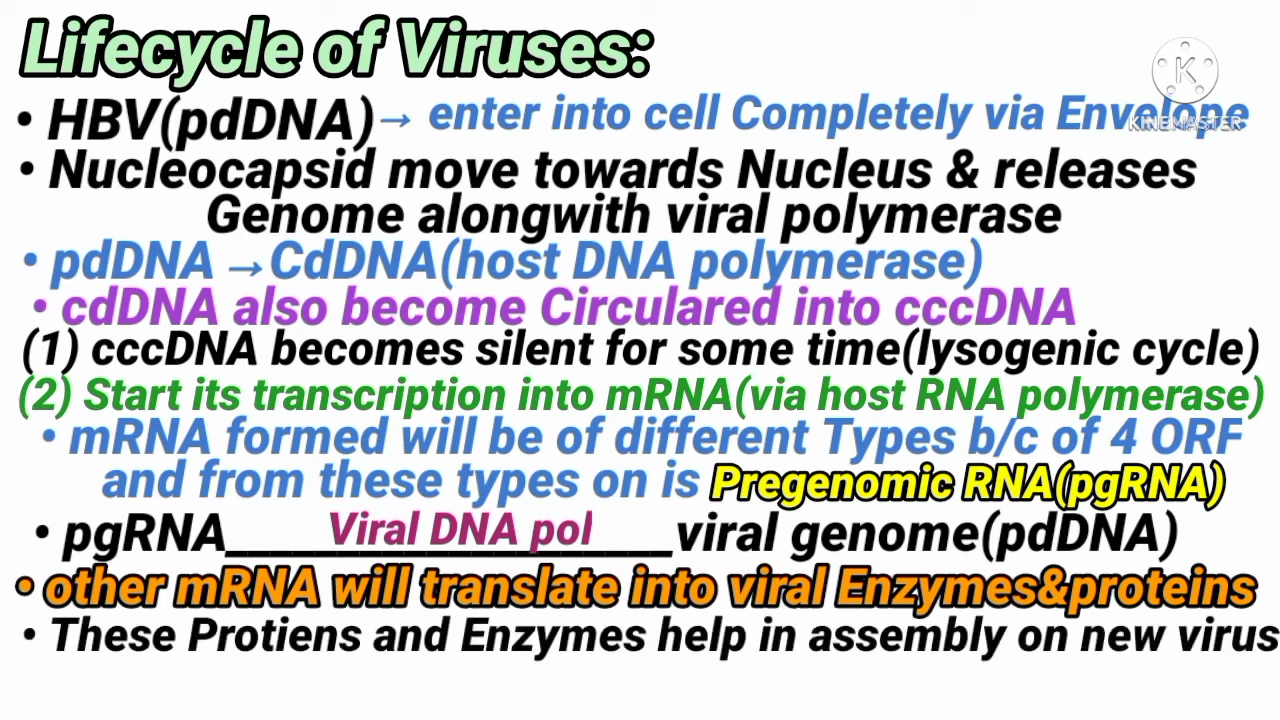 Lifecycle of Viruses:
• HBV(pdDNA)→ enter into cell Completely via Envelope
K
KINEMASTER
• Nucleocapsid move towards Nucleus & releases
Genome alongwith viral polymerase
• pdDNA →CdDNA(host DNA polymerase)
• cdDNA also become Circulared into cccDNA
(1) cccDNA becomes silent for some time(lysogenic cycle)
(2) Start its transcription into mRNA(via host RNA polymerase)
• mRNA formed will be of different Types b/c of 4 ORF
and from these types on is Pregenomic RNA(pgRNA)
• pgRNA____Viral DNA pol____viral genome(pdDNA)
• other mRNA will translate into viral Enzymes&proteins
• These Protiens and Enzymes help in assembly on new virus